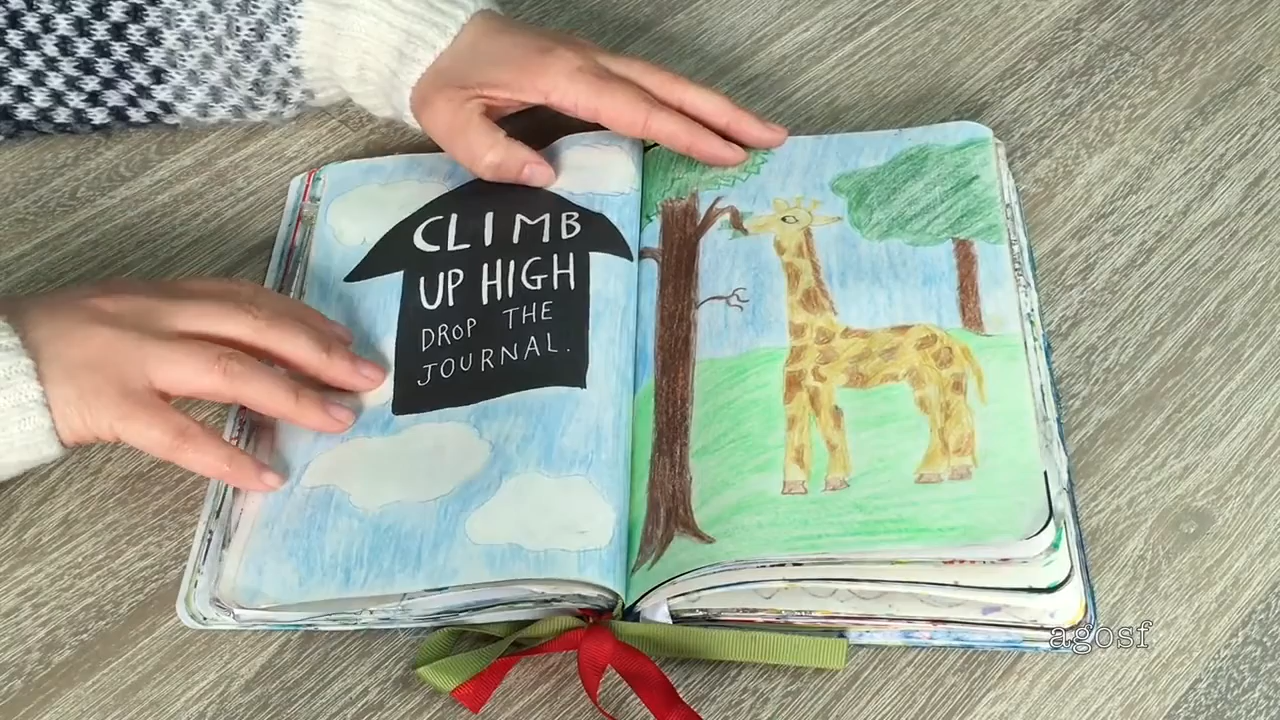 CLIMB
UP HIGH
DROP THE
JOURNAL.
agosf